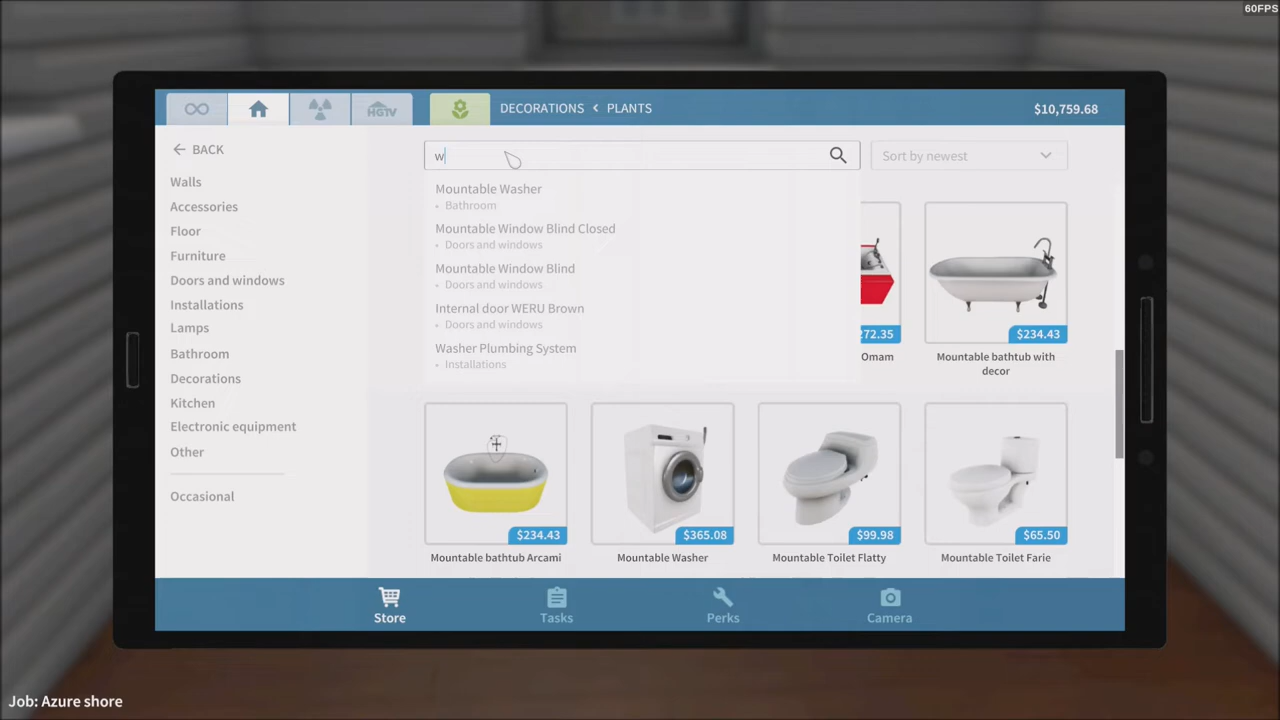 60FPS
HGTV
DECORATIONS < PLANTS
$10,759.68
BACK
w
Sort by newest
Walls
Accessories
Floor
Furniture
Doors and windows
Installations
Lamps
Bathroom
Decorations
Kitchen
Electronic equipment
Other
Occasional
Mountable Washer
• Bathroom
Mountable Window Blind Closed
• Doors and windows
Mountable Window Blind
• Doors and windows
Internal door WERU Brown
• Doors and windows
Washer Plumbing System
• Installations
272.35
$234.43
Omam
Mountable bathtub with
decor
$234.43
$365.08
$99.98
$65.50
Mountable bathtub Arcami
Mountable Washer
Mountable Toilet Flatty
Mountable Toilet Farie
Store
Tasks
Perks
Camera
Job: Azure shore